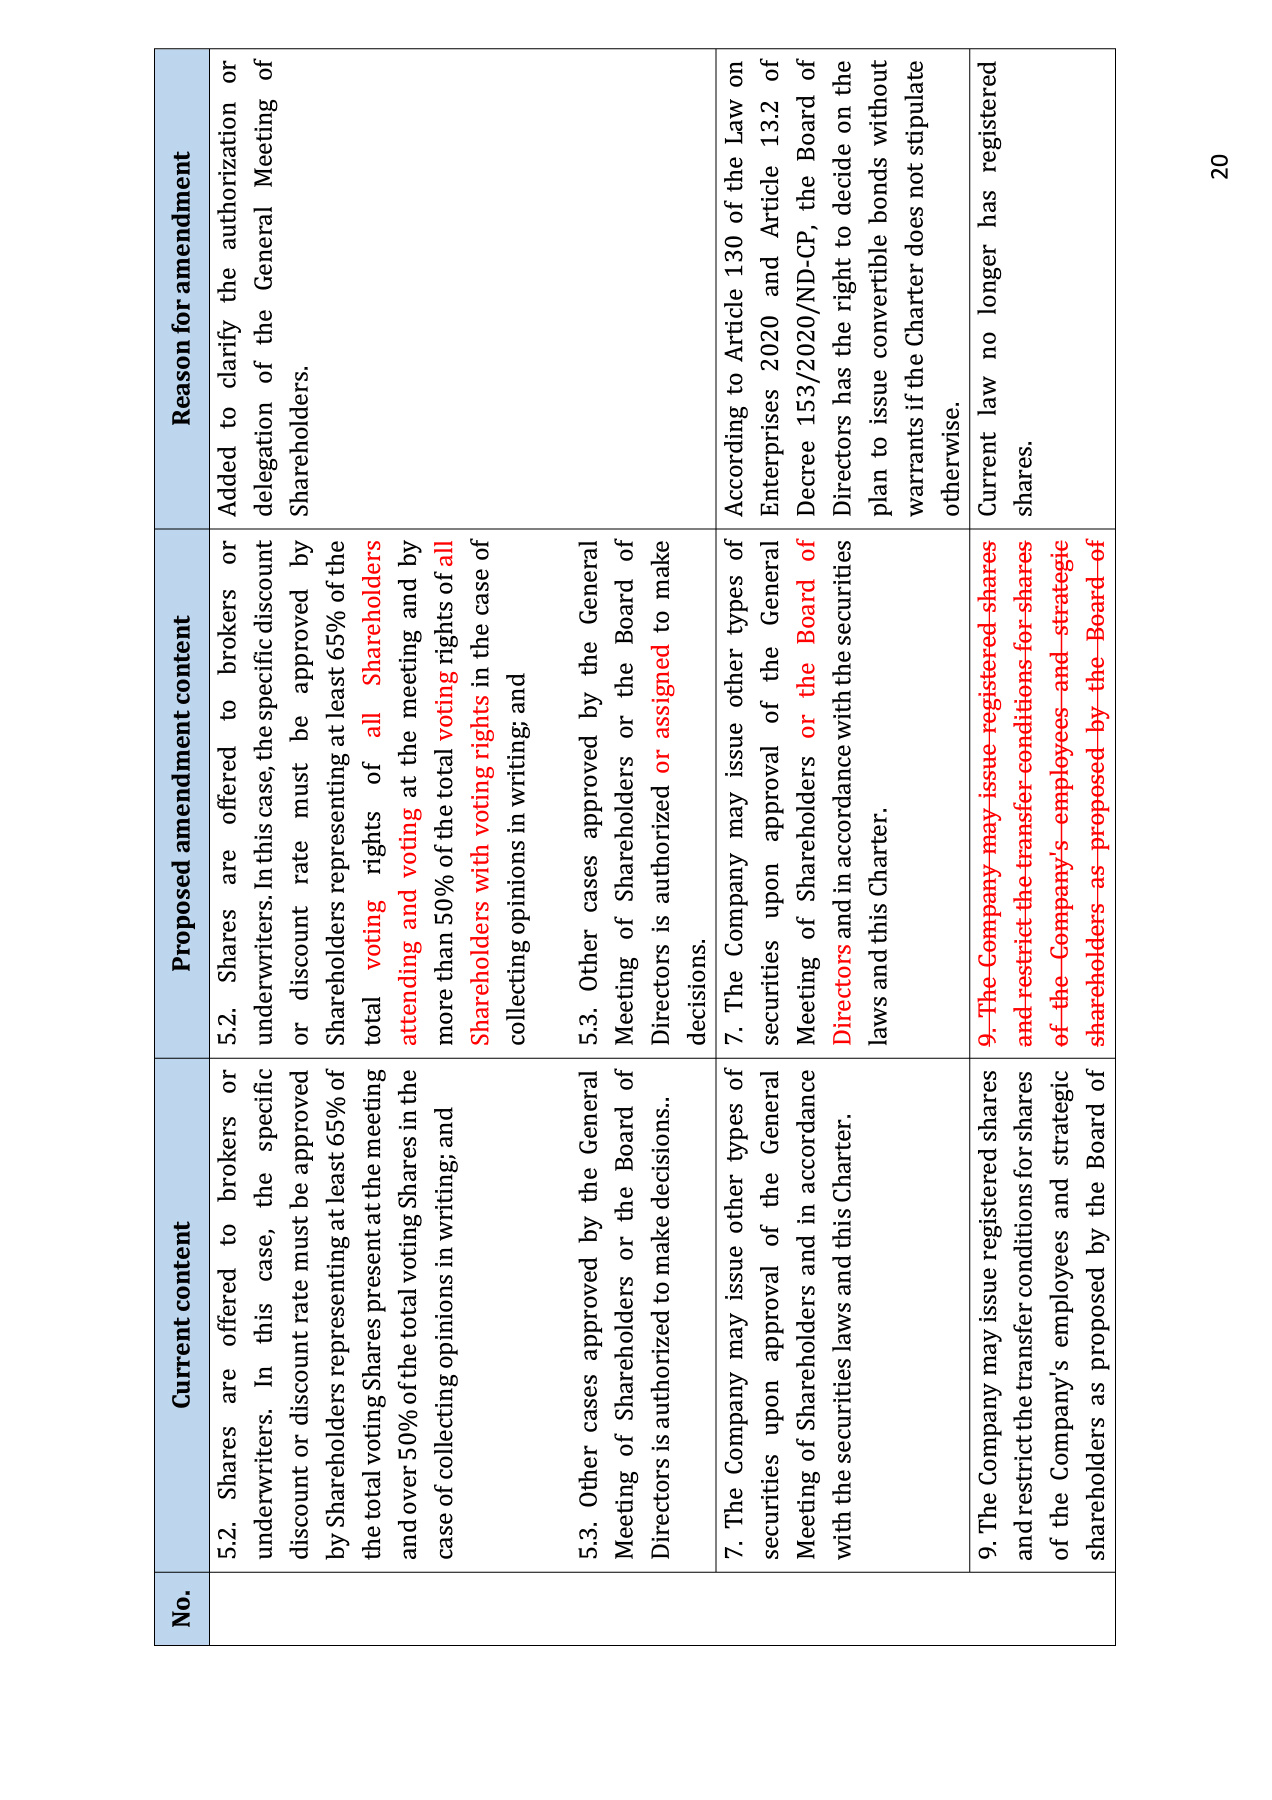 No.
Current content
Proposed amendment content
Reason for amendment
5.2. Shares are offered to brokers or
underwriters. In this case, the specific
discount or discount rate must be approved
by Shareholders representing at least 65% of
the total voting Shares present at the meeting
and over 50% of the total voting Shares in the
case of collecting opinions in writing; and
5.3. Other cases approved by the General
Meeting of Shareholders or the Board of
Directors is authorized to make decisions..
5.2. Shares are offered to brokers or
underwriters. In this case, the specific discount
or discount rate must be approved by
Shareholders representing at least 65% of the
total voting rights of all Shareholders
attending and voting at the meeting and by
more than 50% of the total voting rights of all
Shareholders with voting rights in the case of
collecting opinions in writing; and
5.3. Other cases approved by the General
Meeting of Shareholders or the Board of
Directors is authorized or assigned to make
decisions.
Added to clarify the authorization or
delegation of the General Meeting of
Shareholders.
7. The Company may issue other types of
securities upon approval of the General
Meeting of Shareholders and in accordance
with the securities laws and this Charter.
7. The Company may issue other types of
securities upon approval of the General
Meeting of Shareholders or the Board of
Directors and in accordance with the securities
laws and this Charter.
According to Article 130 of the Law on
Enterprises 2020 and Article 13.2 of
Decree 153/2020/ND-CP, the Board of
Directors has the right to decide on the
plan to issue convertible bonds without
warrants if the Charter does not stipulate
otherwise.
9. The Company may issue registered shares
and restrict the transfer conditions for shares
of the Company's employees and strategic
shareholders as proposed by the Board of
9. The Company may issue registered shares
and restrict the transfer conditions for shares
of the Company's employees and strategic
shareholders as proposed by the Board of
Current law no longer has registered
shares.
20